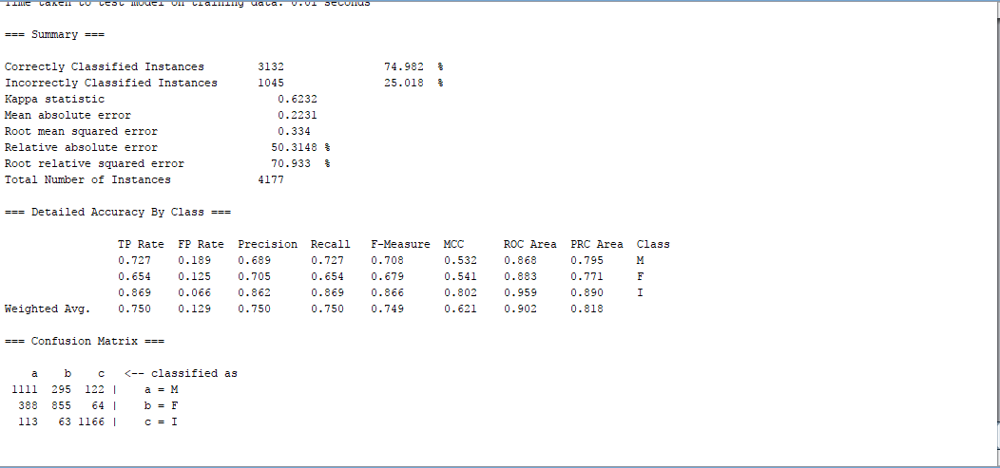 Time taken to test model on training data: 0.01 seconds
=== Summary ===
Correctly Classified Instances 3132 74.982 %
Incorrectly Classified Instances 1045 25.018 %
Kappa statistic 0.6232
Mean absolute error 0.2231
Root mean squared error 0.334
Relative absolute error 50.3148 %
Root relative squared error 70.933 %
Total Number of Instances 4177
=== Detailed Accuracy By Class ===
TP Rate FP Rate Precision Recall F-Measure MCC ROC Area PRC Area Class
0.727 0.189 0.689 0.727 0.708 0.532 0.868 0.795 M
0.654 0.125 0.705 0.654 0.679 0.541 0.883 0.771 F
0.869 0.066 0.862 0.869 0.866 0.802 0.959 0.890 I
Weighted Avg. 0.750 0.129 0.750 0.750 0.749 0.621 0.902 0.818
=== Confusion Matrix ===
a b c <-- classified as
1111 295 122 | a = M
388 855 64 | b = F
113 63 1166 | c = I